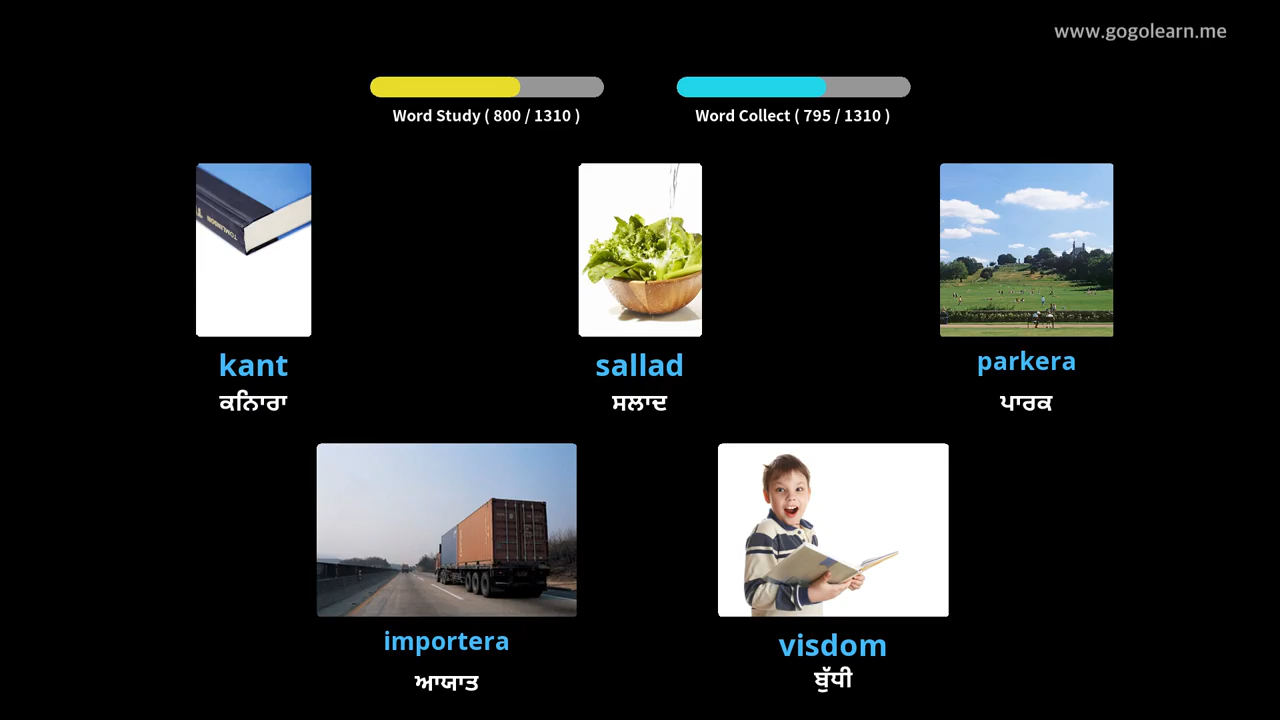 www.gogolearn.me
Word Study ( 800 / 1310 )
Word Collect ( 795 / 1310 )
TOMLINSON
kant
ਕਨਿਾਰਾ
sallad
ਸਲਾਦ
parkera
ਪਾਰਕ
importera
ਆਯਾਤ
visdom
ਬੁੱਧੀ